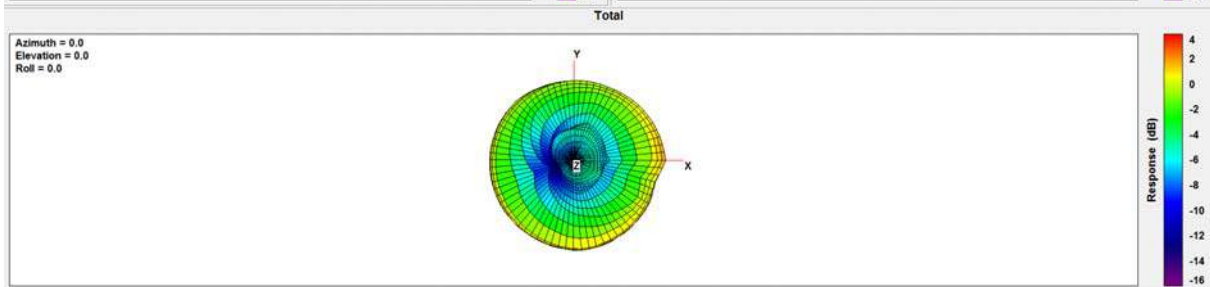 Total
Azimuth = 0.0
Elevation = 0.0
Roll = 0.0
Y
X
Z
Response (dB)
4
2
0
-2
-4
-6
-8
-10
-12
-14
-16